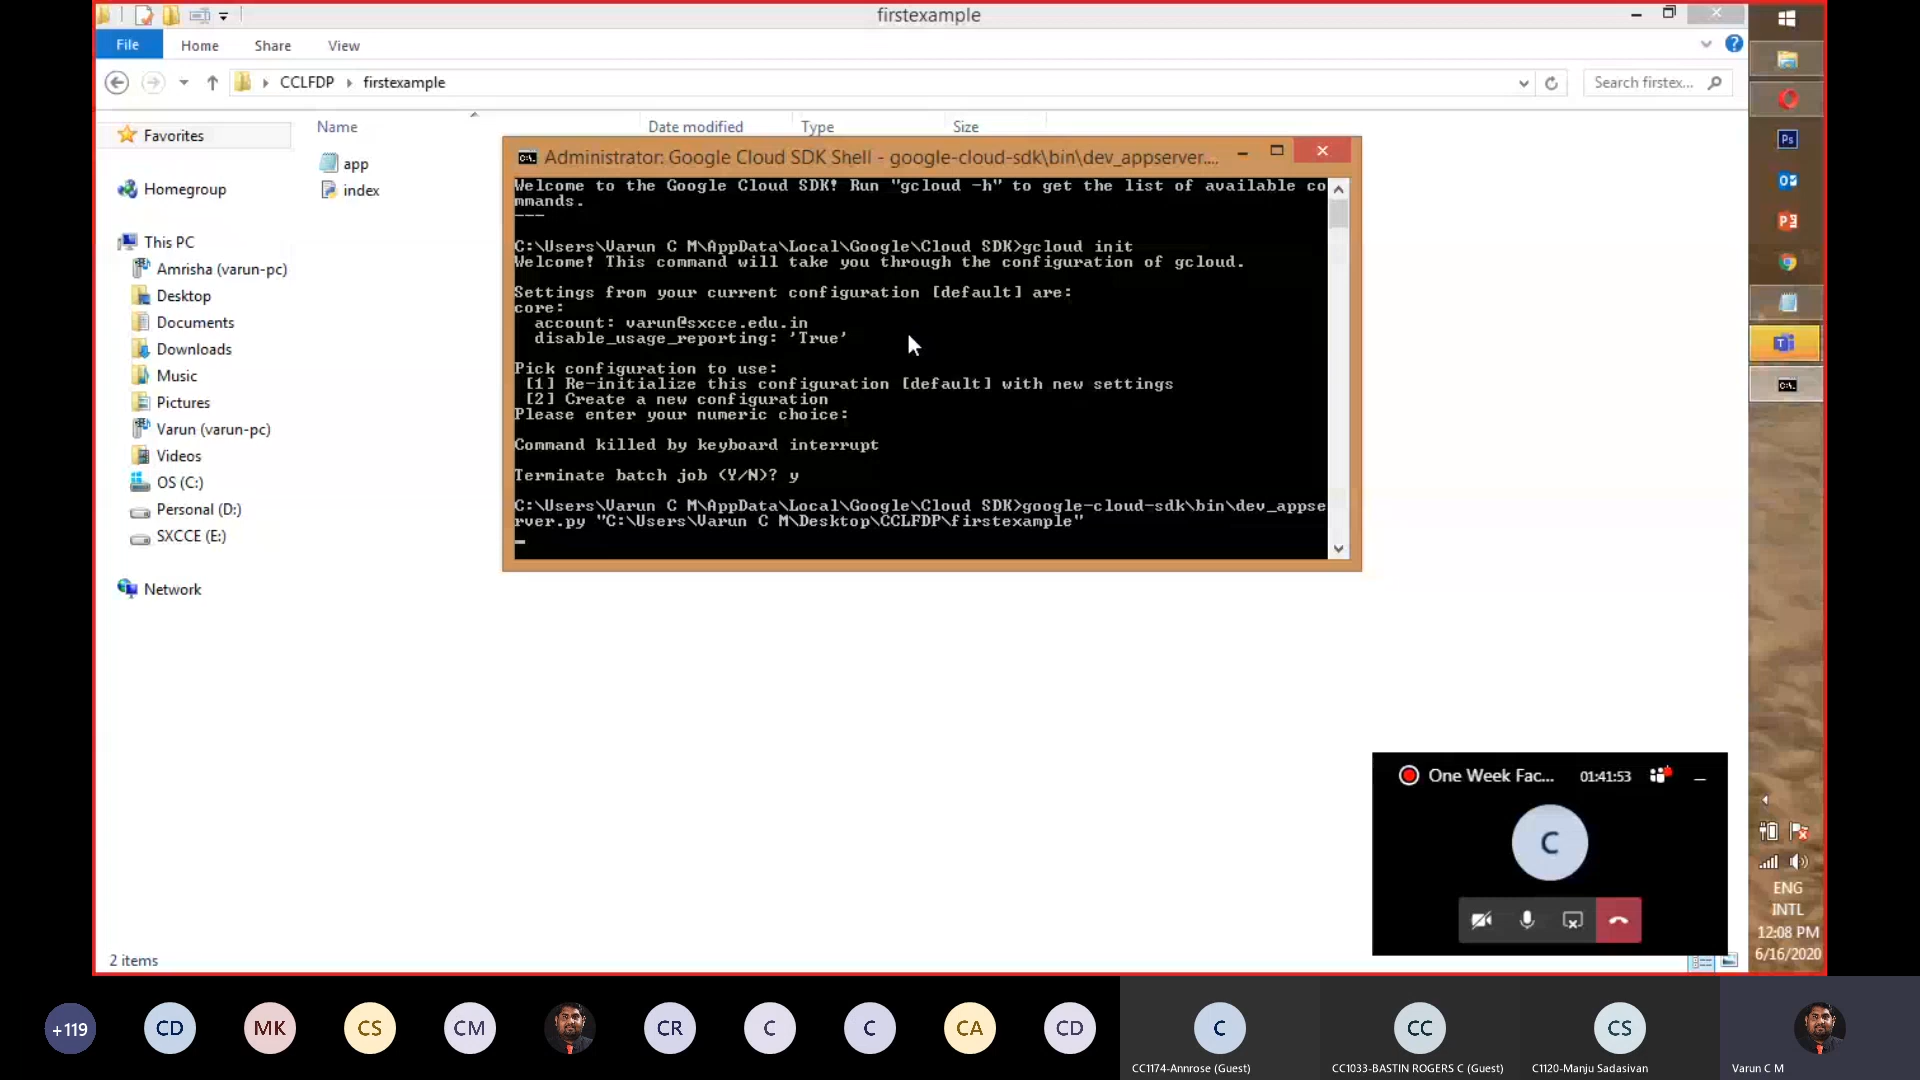 firstexample
File Home Share View
CCLFDP firstexample
Search firstex...
Name Date modified Type Size
Favorites
Homegroup
This PC
Amrisha (varun-pc)
Desktop
Documents
Downloads
Music
Pictures
Varun (varun-pc)
Videos
OS (C:)
Personal (D:)
SXCCE (E:)
Network
app
index
2 items
Administrator: Google Cloud SDK Shell - google-cloud-sdk\bin\dev_appserver....
Welcome to the Google Cloud SDK! Run "gcloud -h" to get the list of available co
mmands.
---
C:\Users\Varun C M\AppData\Local\Google\Cloud SDK>gcloud init
Welcome! This command will take you through the configuration of gcloud.
Settings from your current configuration [default] are:
core:
account: varun@sxcce.edu.in
disable_usage_reporting: 'True'
Pick configuration to use:
[1] Re-initialize this configuration [default] with new settings
[2] Create a new configuration
Please enter your numeric choice:
Command killed by keyboard interrupt
Terminate batch job (Y/N)? y
C:\Users\Varun C M\AppData\Local\Google\Cloud SDK>google-cloud-sdk\bin\dev_appse
rver.py "C:\Users\Varun C M\Desktop\CCLFDP\firstexample"
Ps
One Week Fac... 01:41:53
C
ENG
INTL
12:08 PM
6/16/2020
+119 CD MK CS CM CR C C CA CD C CC CS
CC1174-Annrose (Guest) CC1033-BASTIN ROGERS C (Guest) C1120-Manju Sadasivan Varun C M